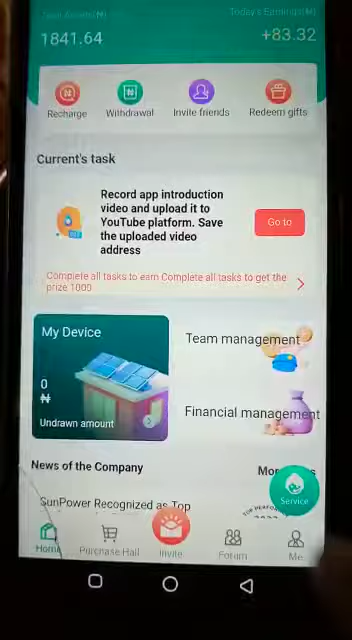 Total Assets(₦)
Today's Earnings(₦)
1841.64
+83.32
Recharge
Withdrawal
Invite friends
Redeem gifts
Current's task
Record app introduction
video and upload it to
YouTube platform. Save
the uploaded video
address
Go to
Complete all tasks to earn Complete all tasks to get the
prize 1000
My Device
0
₦
Undrawn amount
Team management
Financial management
News of the Company
SunPower Recognized as Top
TOP PERFOR
Service
Home
Purchase Hall
Invite
Forum
Me